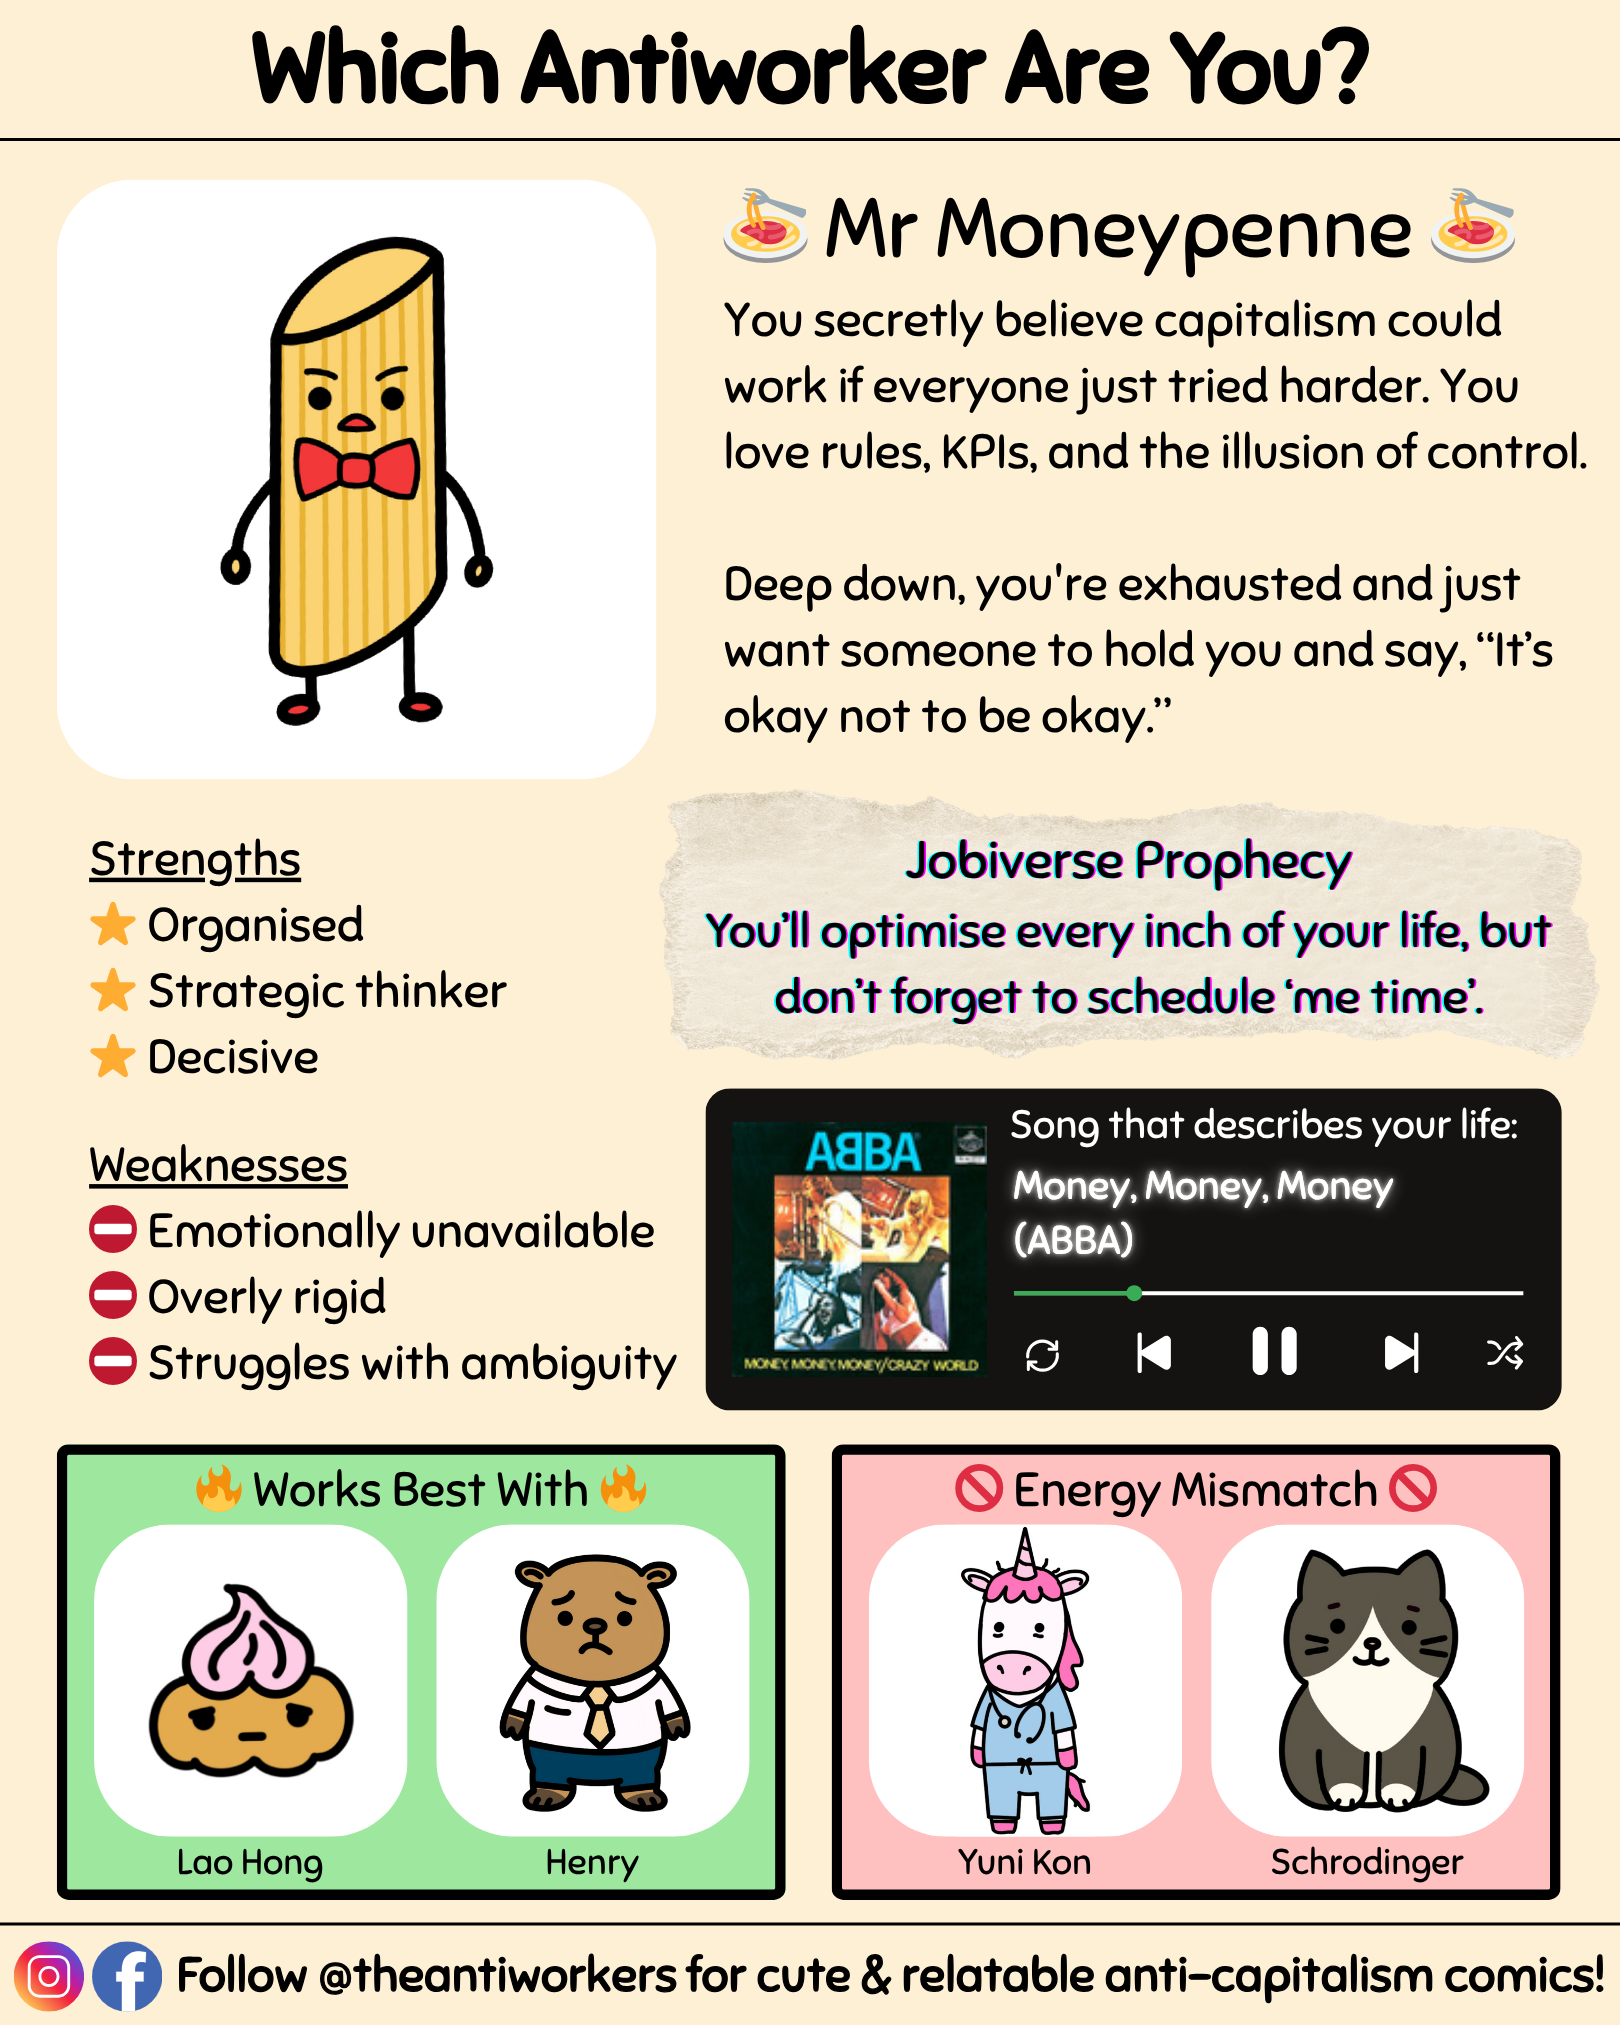 Which Antiworker Are You?
Mr Moneypenne
You secretly believe capitalism could
work if everyone just tried harder. You
love rules, KPIs, and the illusion of control.
Deep down, you're exhausted and just
want someone to hold you and say, “It’s
okay not to be okay.”
Strengths
Organised
Strategic thinker
Decisive
Weaknesses
Emotionally unavailable
Overly rigid
Struggles with ambiguity
Jobiverse Prophecy
You’ll optimise every inch of your life, but
don’t forget to schedule ‘me time’.
ABBA
MONEY, MONEY, MONEY/CRAZY WORLD
Song that describes your life:
Money, Money, Money
(ABBA)
Works Best With
Lao Hong
Henry
Energy Mismatch
Yuni Kon
Schrodinger
Follow @theantiworkers for cute & relatable anti-capitalism comics!